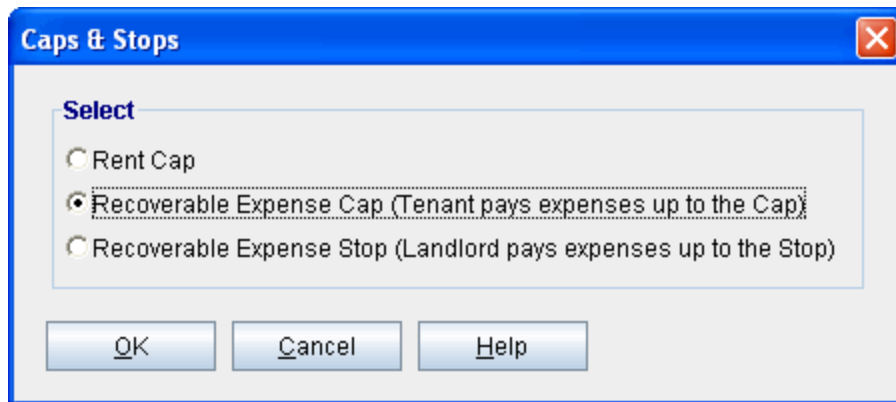 Caps & Stops
Select
Rent Cap
Recoverable Expense Cap (Tenant pays expenses up to the Cap)
Recoverable Expense Stop (Landlord pays expenses up to the Stop)
OK Cancel Help